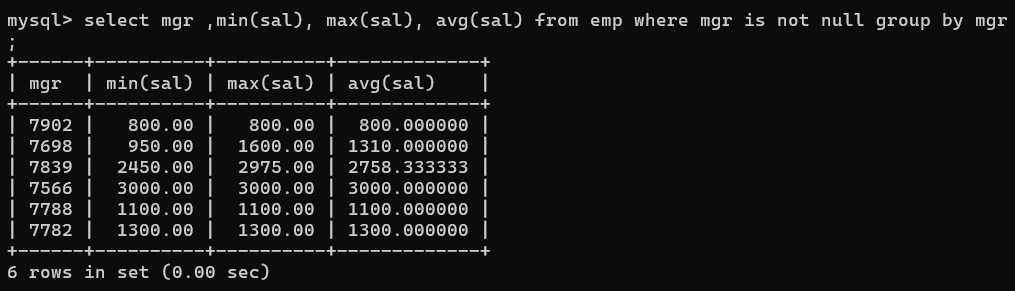 mysql> select mgr ,min(sal), max(sal), avg(sal) from emp where mgr is not null group by mgr
;
+------+----------+----------+-------------+
| mgr  | min(sal) | max(sal) | avg(sal)    |
+------+----------+----------+-------------+
| 7902 |   800.00 |   800.00 |  800.000000 |
| 7698 |   950.00 |  1600.00 | 1310.000000 |
| 7839 |  2450.00 |  2975.00 | 2758.333333 |
| 7566 |  3000.00 |  3000.00 | 3000.000000 |
| 7788 |  1100.00 |  1100.00 | 1100.000000 |
| 7782 |  1300.00 |  1300.00 | 1300.000000 |
+------+----------+----------+-------------+
6 rows in set (0.00 sec)